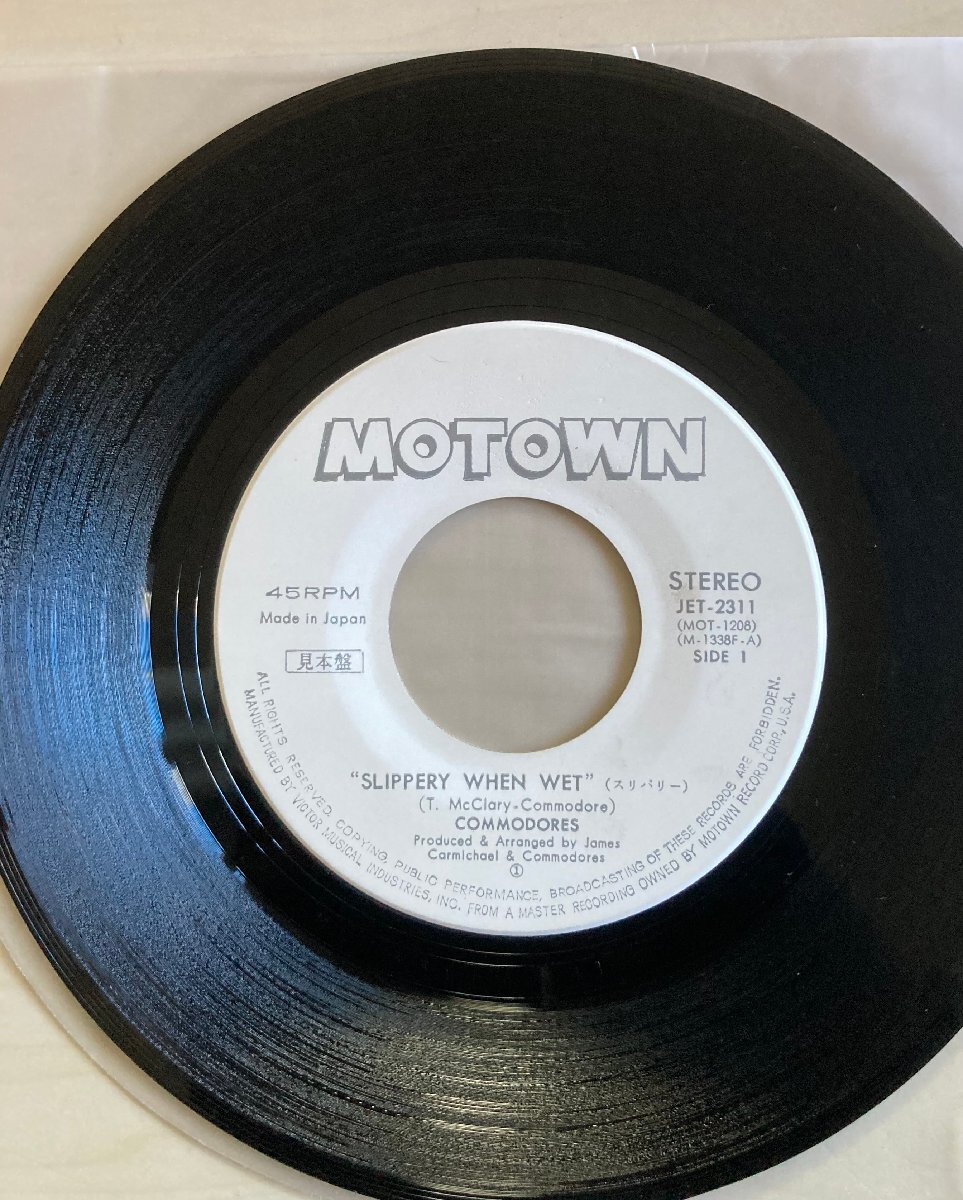 MOTOWN
45RPM
Made in Japan
見本盤
STEREO
JET-2311
(MOT-1208)
(M-1338F-A)
SIDE 1
"SLIPPERY WHEN WET" (スリパリー)
(T. McClary-Commodore)
COMMODORES
Produced & Arranged by James
Carmichael & Commodores
①
ALL RIGHTS RESERVED. COPYING, PUBLIC PERFORMANCE, BROADCASTING OF THESE RECORDS ARE FORBIDDEN.
MANUFACTURED BY VICTOR MUSICAL INDUSTRIES, INC. FROM A MASTER RECORDING OWNED BY MOTOWN RECORD CORP., U.S.A.